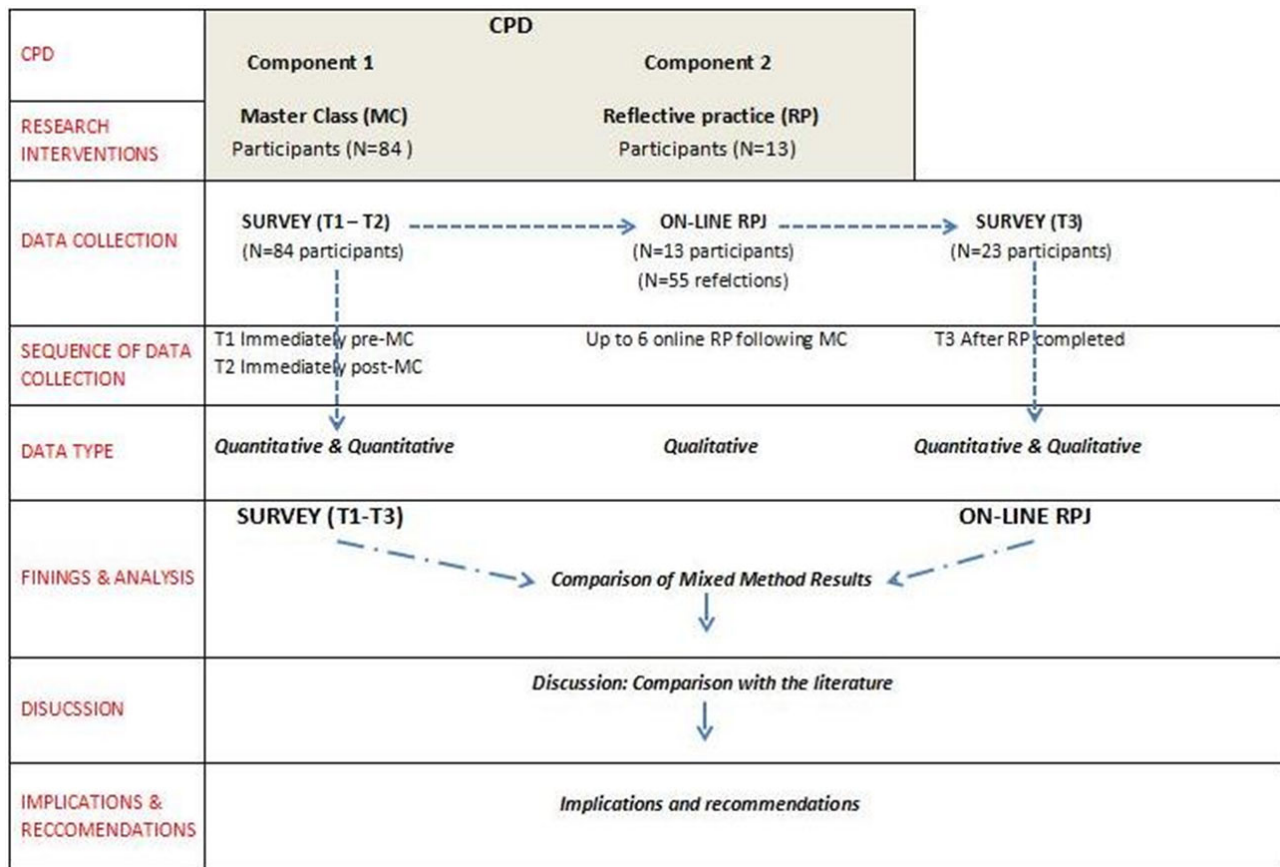 CPD
CPD
Component 1
Component 2
RESEARCH
INTERVENTIONS
Master Class (MC)
Participants (N=84 )
Reflective practice (RP)
Participants (N=13)
DATA COLLECTION
SURVEY (T1 – T2)
(N=84 participants)
ON-LINE RPJ
(N=13 participants)
(N=55 refelctions)
SURVEY (T3)
(N=23 participants)
SEQUENCE OF DATA
COLLECTION
T1 Immediately pre-MC
T2 Immediately post-MC
Up to 6 online RP following MC
T3 After RP completed
DATA TYPE
Quantitative & Quantitative
Qualitative
Quantitative & Qualitative
FININGS & ANALYSIS
SURVEY (T1-T3)
ON-LINE RPJ
Comparison of Mixed Method Results
DISUCSSION
Discussion: Comparison with the literature
IMPLICATIONS &
RECCOMENDATIONS
Implications and recommendations